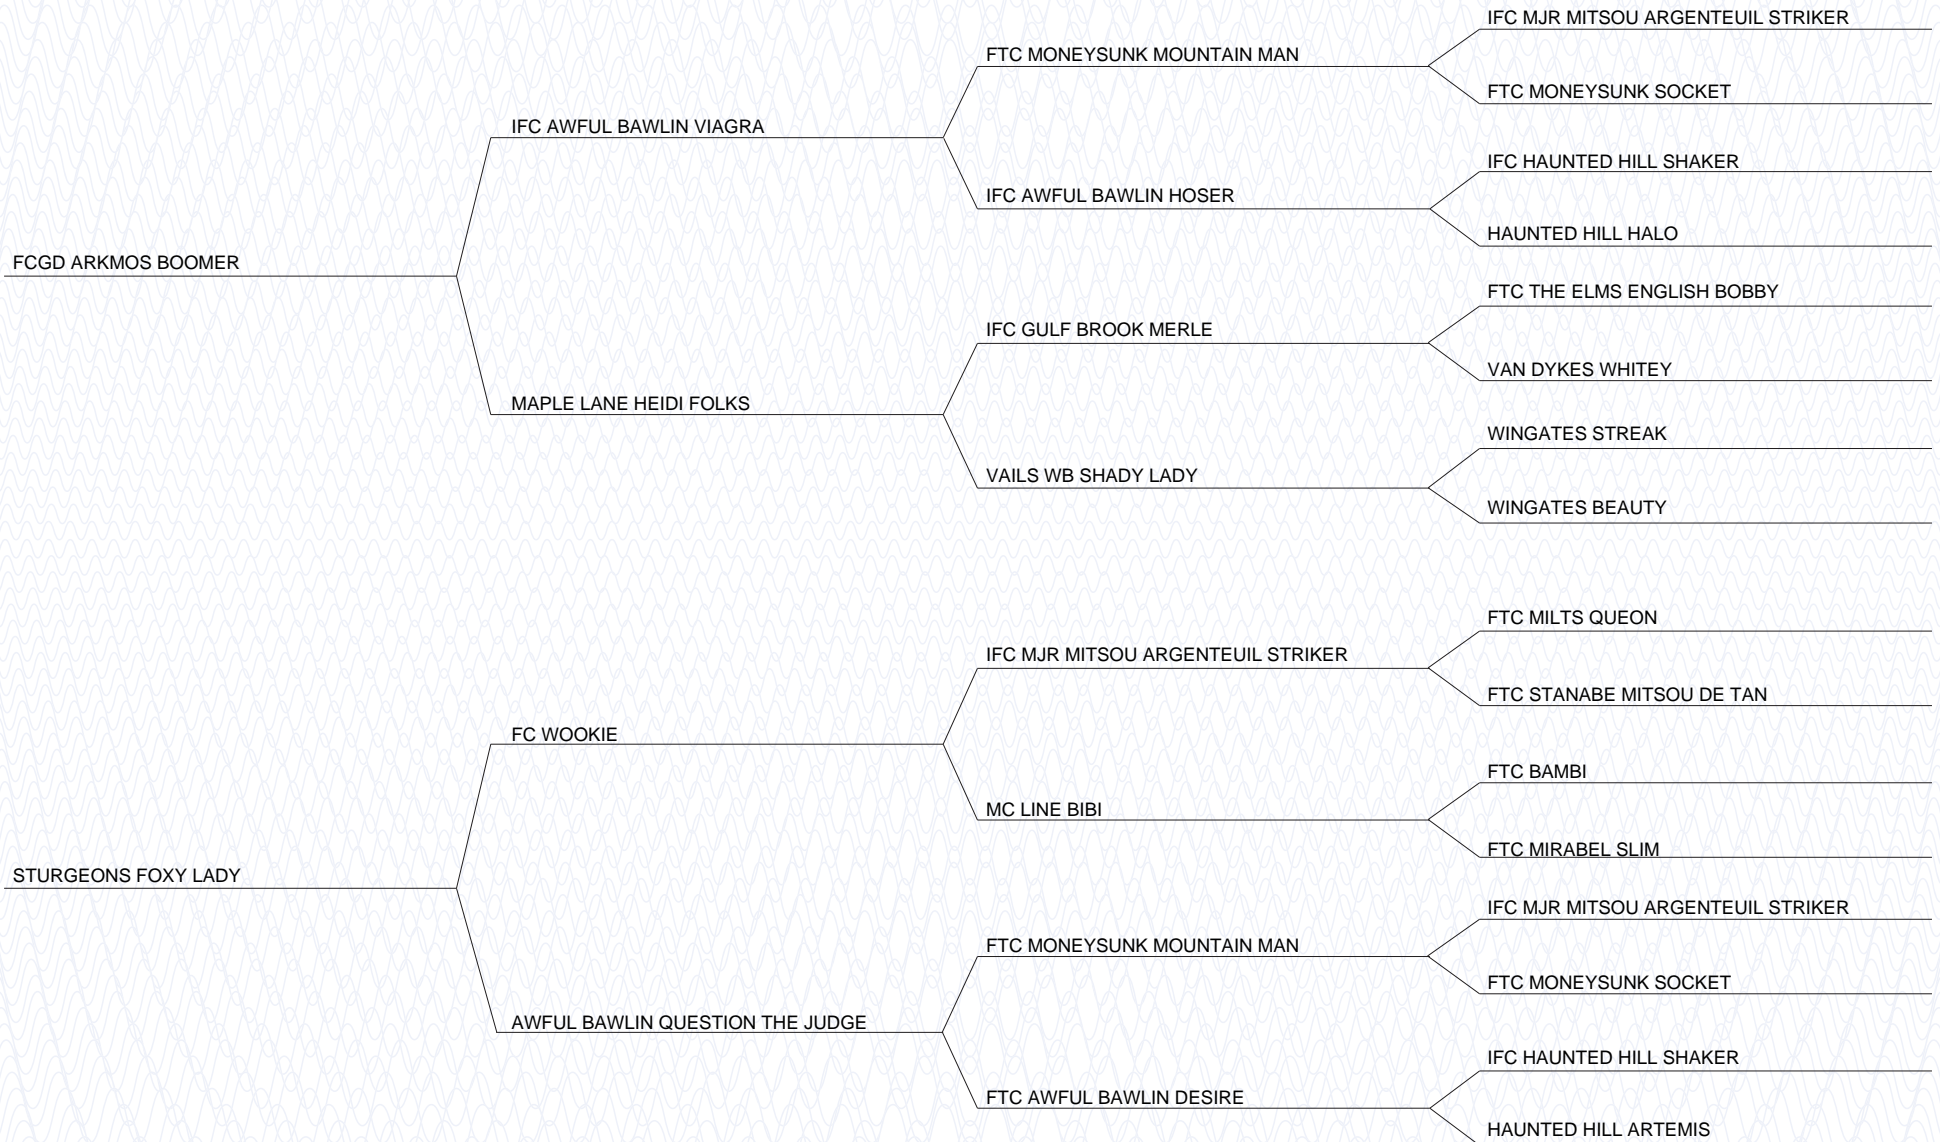 IFC MJR MITSOU ARGENTEUIL STRIKER
FTC MONEYSUNK MOUNTAIN MAN
FTC MONEYSUNK SOCKET
IFC AWFUL BAWLIN VIAGRA
IFC HAUNTED HILL SHAKER
IFC AWFUL BAWLIN HOSER
HAUNTED HILL HALO
FCGD ARKMOS BOOMER
FTC THE ELMS ENGLISH BOBBY
IFC GULF BROOK MERLE
VAN DYKES WHITEY
MAPLE LANE HEIDI FOLKS
WINGATES STREAK
VAILS WB SHADY LADY
WINGATES BEAUTY
FTC MILTS QUEON
IFC MJR MITSOU ARGENTEUIL STRIKER
FTC STANABE MITSOU DE TAN
FC WOOKIE
FTC BAMBI
MC LINE BIBI
FTC MIRABEL SLIM
STURGEONS FOXY LADY
IFC MJR MITSOU ARGENTEUIL STRIKER
FTC MONEYSUNK MOUNTAIN MAN
FTC MONEYSUNK SOCKET
AWFUL BAWLIN QUESTION THE JUDGE
IFC HAUNTED HILL SHAKER
FTC AWFUL BAWLIN DESIRE
HAUNTED HILL ARTEMIS